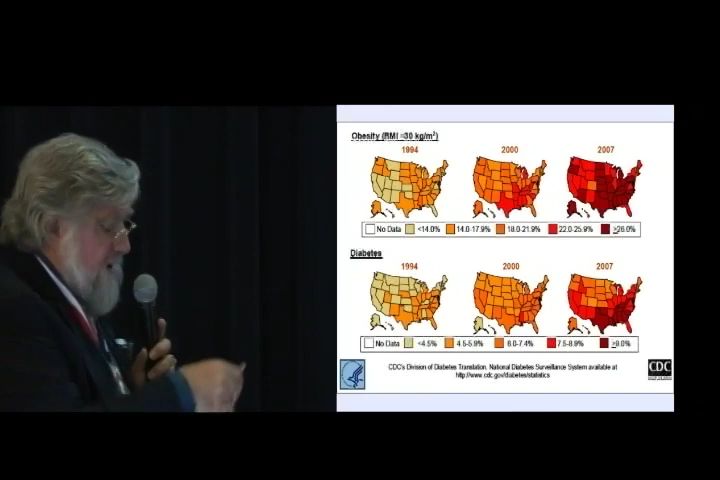 Obesity (BMI ≥30 kg/m²)
1994 2000 2007
No Data <14.0% 14.0-17.9% 18.0-21.9% 22.0-25.9% ≥26.0%
Diabetes
1994 2000 2007
No Data <4.5% 4.5-5.9% 6.0-7.4% 7.5-8.9% ≥9.0%
CDC's Division of Diabetes Translation. National Diabetes Surveillance System available at
http://www.cdc.gov/diabetes/statistics
CDC